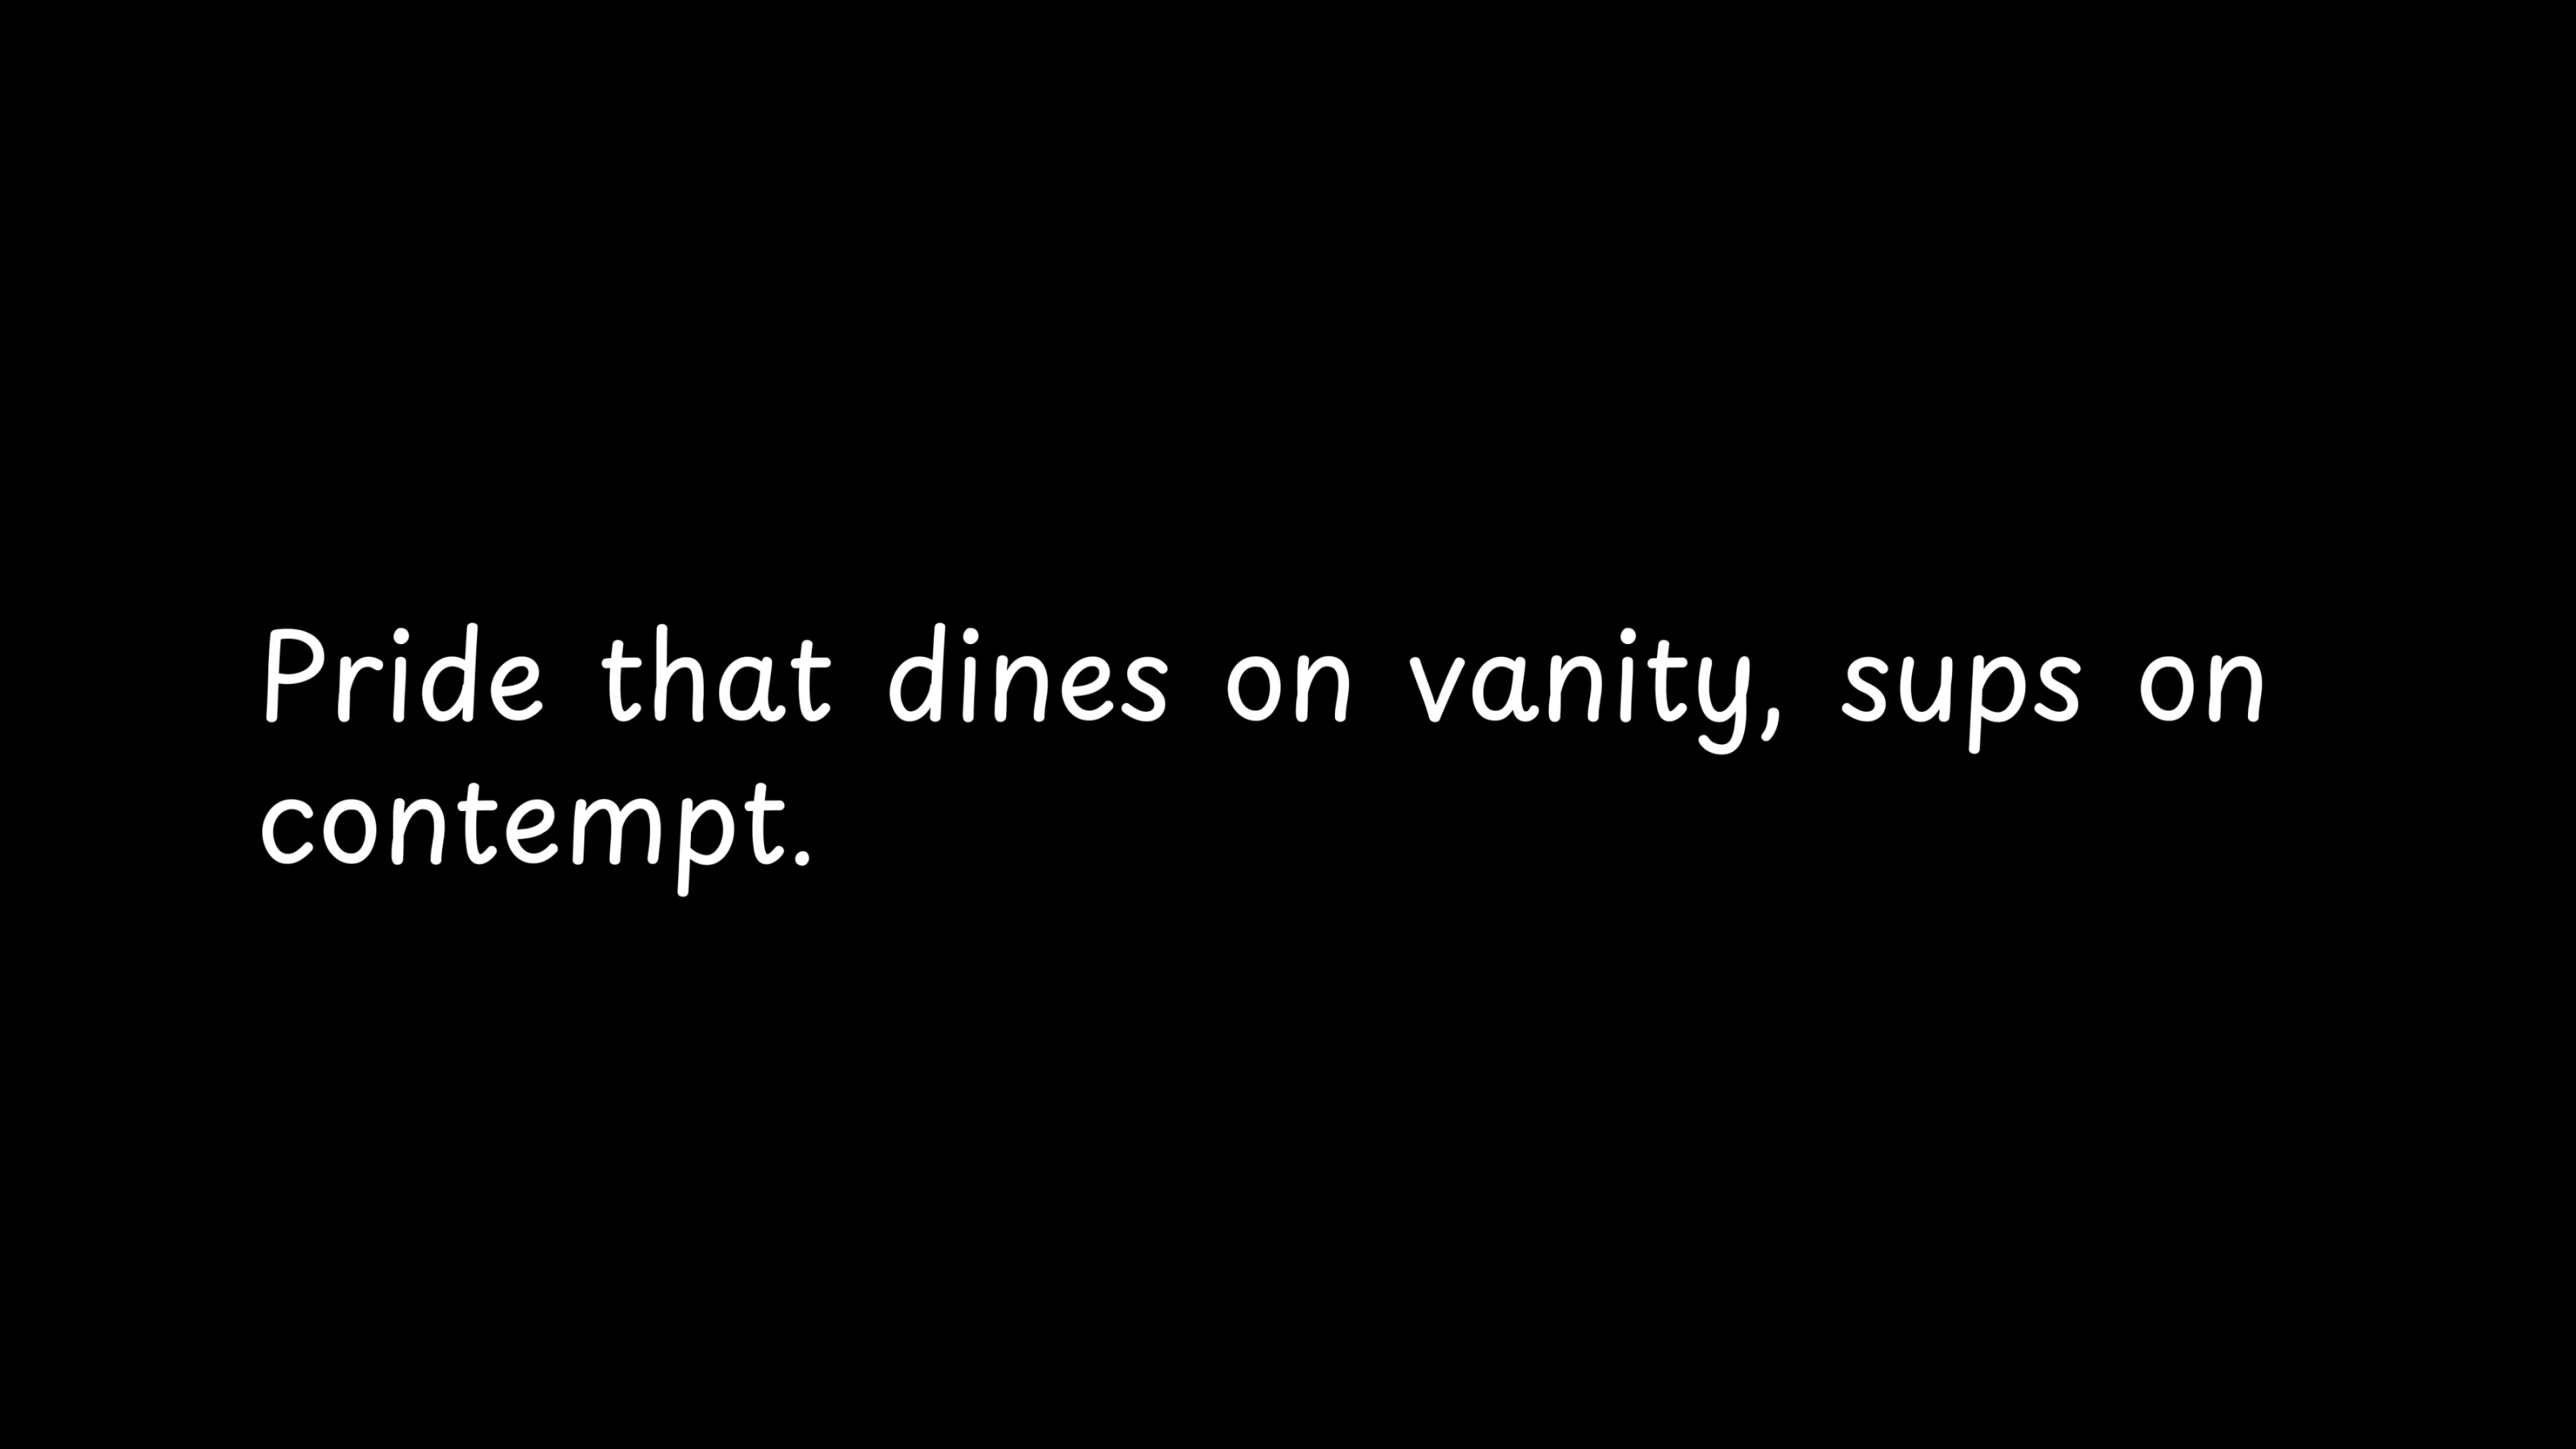 Pride that dines on vanity, sups on
contempt.